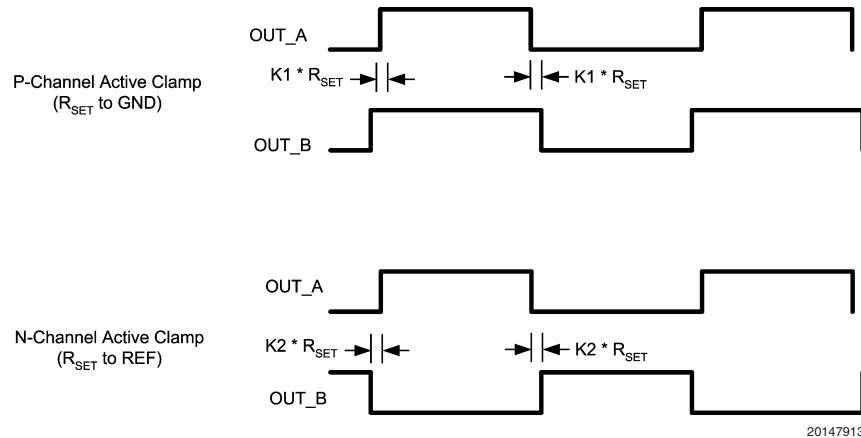 OUT_A
P-Channel Active Clamp
(RSET to GND)
K1 * RSET
K1 * RSET
OUT_B
OUT_A
N-Channel Active Clamp
(RSET to REF)
K2 * RSET
K2 * RSET
OUT_B
20147913